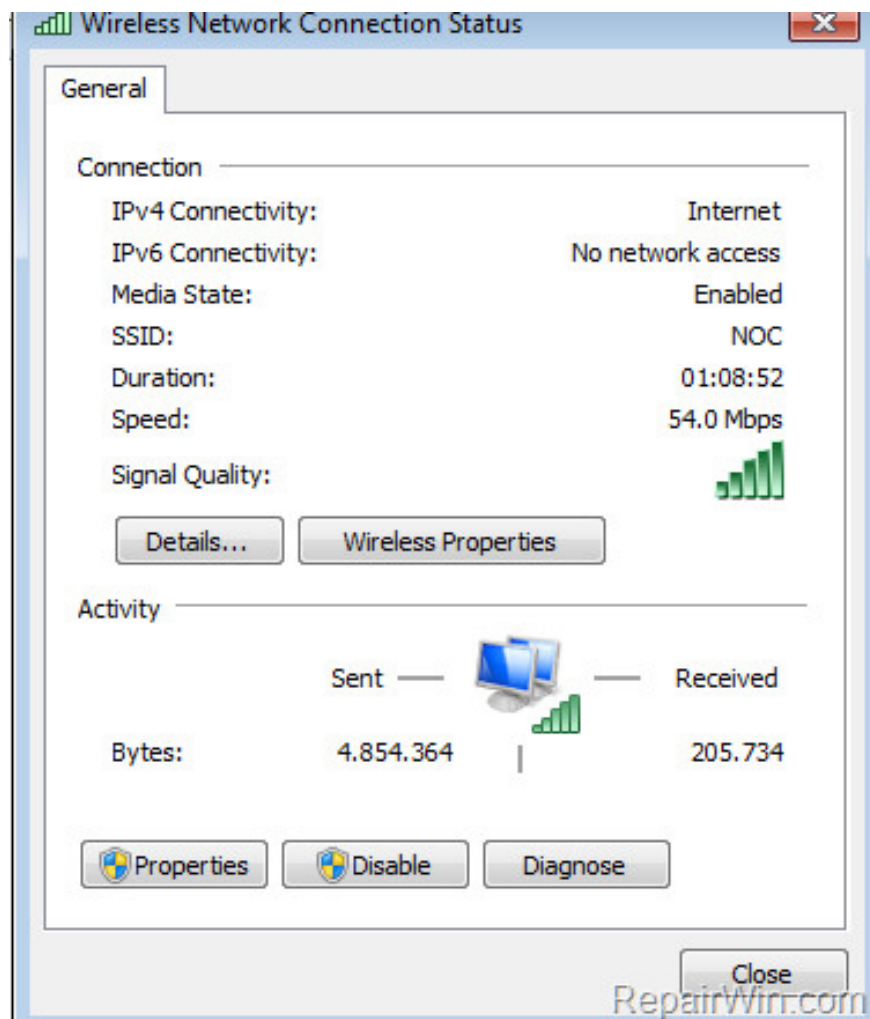 Wireless Network Connection Status
General
Connection
IPv4 Connectivity: Internet
IPv6 Connectivity: No network access
Media State: Enabled
SSID: NOC
Duration: 01:08:52
Speed: 54.0 Mbps
Signal Quality:
Details... Wireless Properties
Activity
Sent Received
Bytes: 4.854.364 205.734
Properties Disable Diagnose
Close
RepairWin.com